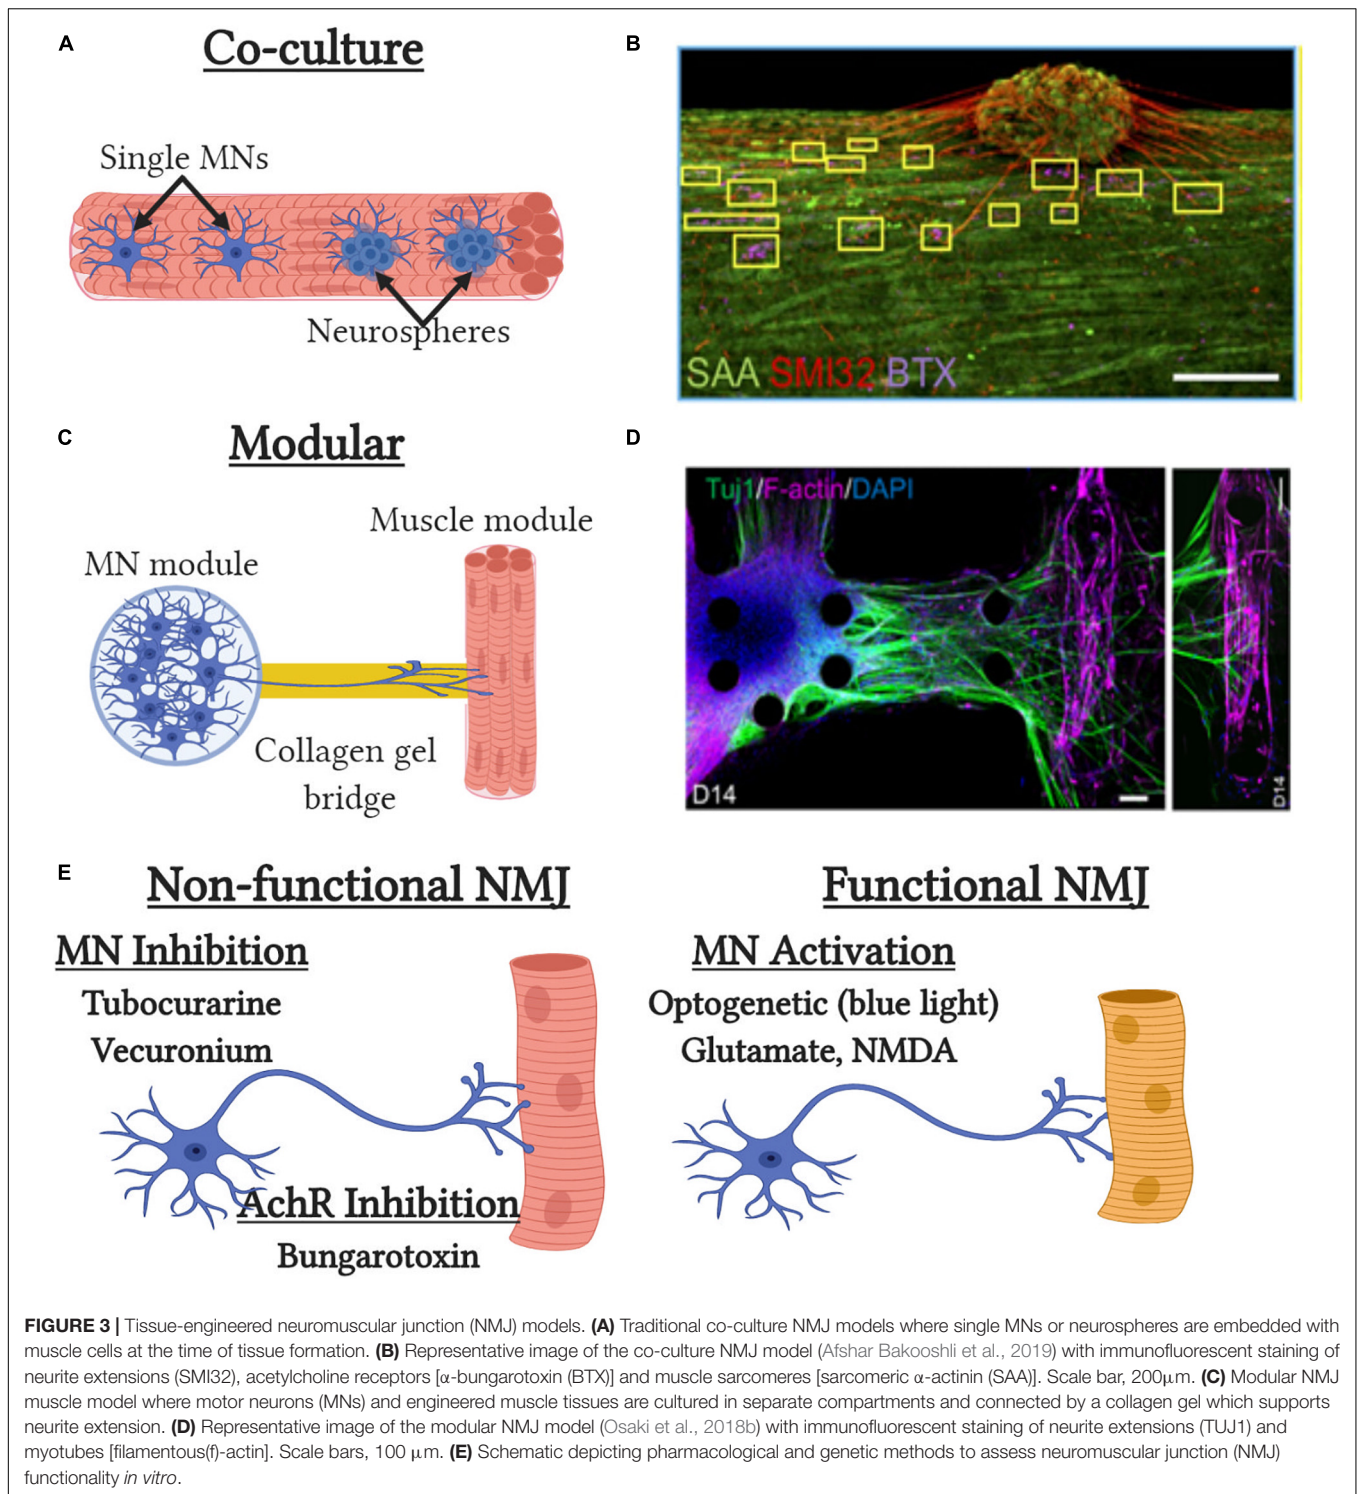 A
Co-culture
Single MNs
Neurospheres
B
SAA SMI32 BTX
C
Modular
MN module
Muscle module
Collagen gel
bridge
D
Tuj1/F-actin/DAPI
D14
D14
E
Non-functional NMJ
MN Inhibition
Tubocurarine
Vecuronium
AchR Inhibition
Bungarotoxin
Functional NMJ
MN Activation
Optogenetic (blue light)
Glutamate, NMDA
FIGURE 3 | Tissue-engineered neuromuscular junction (NMJ) models. (A) Traditional co-culture NMJ models where single MNs or neurospheres are embedded with
muscle cells at the time of tissue formation. (B) Representative image of the co-culture NMJ model (Afshar Bakooshli et al., 2019) with immunofluorescent staining of
neurite extensions (SMI32), acetylcholine receptors [α-bungarotoxin (BTX)] and muscle sarcomeres [sarcomeric α-actinin (SAA)]. Scale bar, 200μm. (C) Modular NMJ
muscle model where motor neurons (MNs) and engineered muscle tissues are cultured in separate compartments and connected by a collagen gel which supports
neurite extension. (D) Representative image of the modular NMJ model (Osaki et al., 2018b) with immunofluorescent staining of neurite extensions (TUJ1) and
myotubes [filamentous(f)-actin]. Scale bars, 100 μm. (E) Schematic depicting pharmacological and genetic methods to assess neuromuscular junction (NMJ)
functionality in vitro.